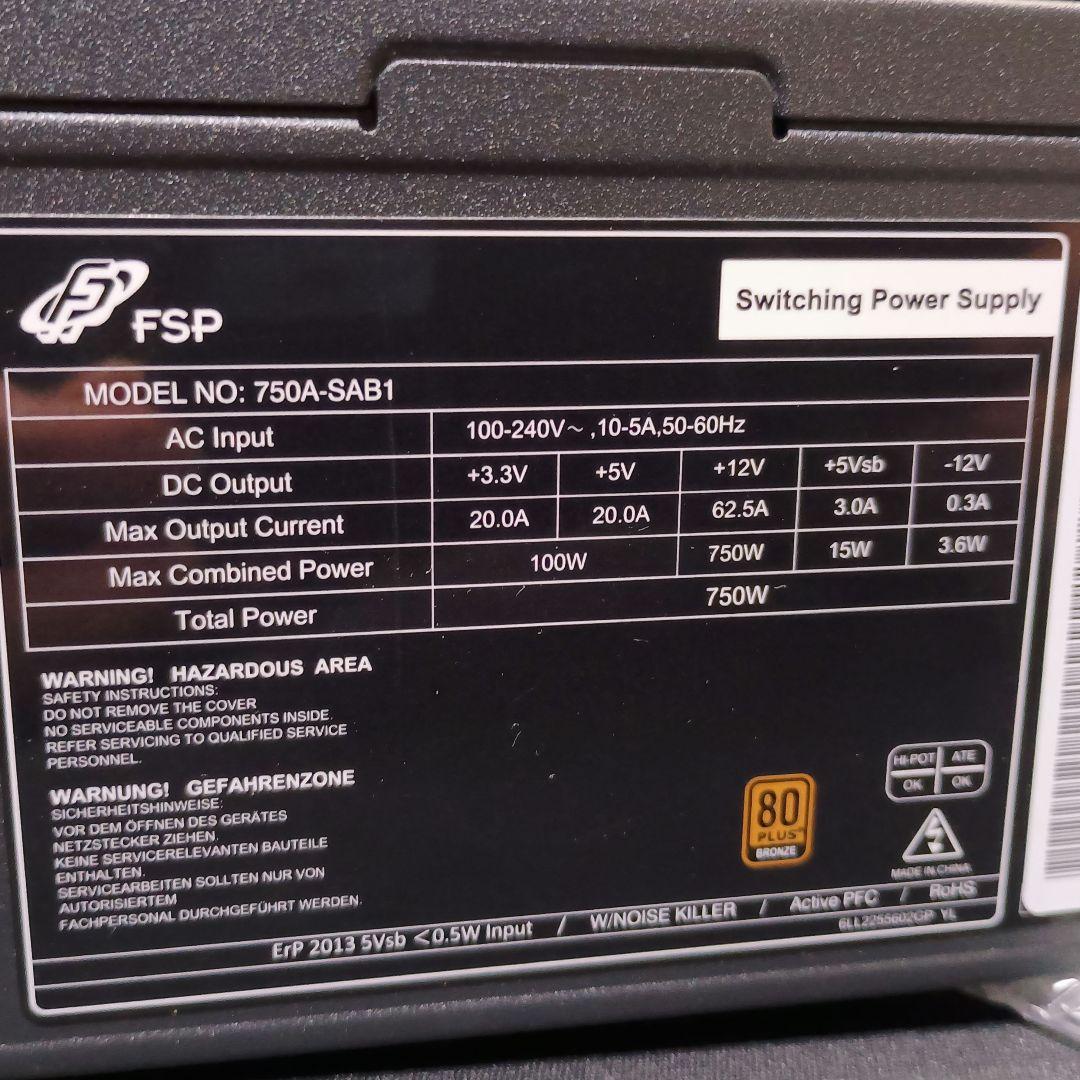 FSP
Switching Power Supply
MODEL NO: 750A-SAB1
AC Input 100-240V~ ,10-5A,50-60Hz
DC Output +3.3V +5V +12V +5Vsb -12V
Max Output Current 20.0A 20.0A 62.5A 3.0A 0.3A
Max Combined Power 100W 750W 15W 3.6W
Total Power 750W
WARNING! HAZARDOUS AREA
SAFETY INSTRUCTIONS:
DO NOT REMOVE THE COVER
NO SERVICEABLE COMPONENTS INSIDE.
REFER SERVICING TO QUALIFIED SERVICE
PERSONNEL.
WARNUNG! GEFAHRENZONE
SICHERHEITSHINWEISE:
VOR DEM ÖFFNEN DES GERÄTES
NETZSTECKER ZIEHEN.
KEINE SERVICERELEVANTEN BAUTEILE
ENTHALTEN.
SERVICEARBEITEN SOLLTEN NUR VON
AUTORISIERTEM
FACHPERSONAL DURCHGEFÜHRT WERDEN.
HI-POT ATE
OK OK
80
PLUS
BRONZE
MADE IN CHINA
ErP 2013 5Vsb <0.5W Input / W/NOISE KILLER / Active PFC / RoHS
6LL2255602GP YL